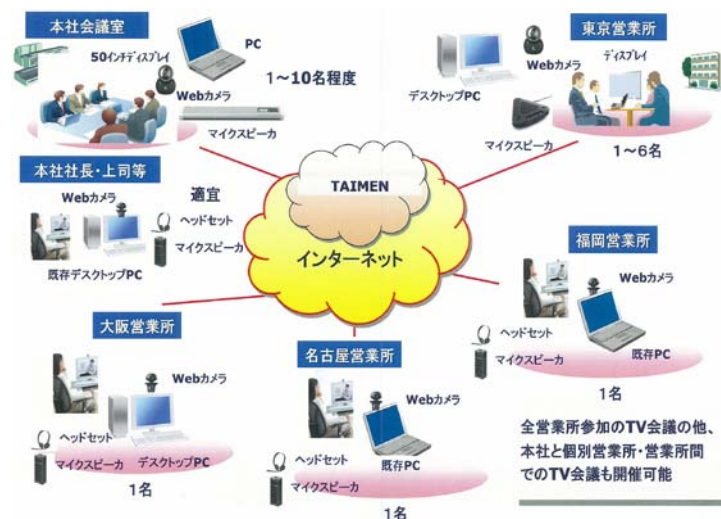 本社会議室
50インチディスプレイ
PC
1～10名程度
Webカメラ
マイクスピーカ
東京営業所
ディスプレイ
Webカメラ
デスクトップPC
マイクスピーカ
1～6名
本社社長・上司等
Webカメラ
適宜
ヘッドセット
マイクスピーカ
既存デスクトップPC
TAIMEN
インターネット
福岡営業所
Webカメラ
ヘッドセット
マイクスピーカ
既存PC
1名
大阪営業所
Webカメラ
ヘッドセット
マイクスピーカ デスクトップPC
1名
名古屋営業所
Webカメラ
ヘッドセット
マイクスピーカ
既存PC
1名
全営業所参加のTV会議の他、
本社と個別営業所・営業所間
でのTV会議も開催可能